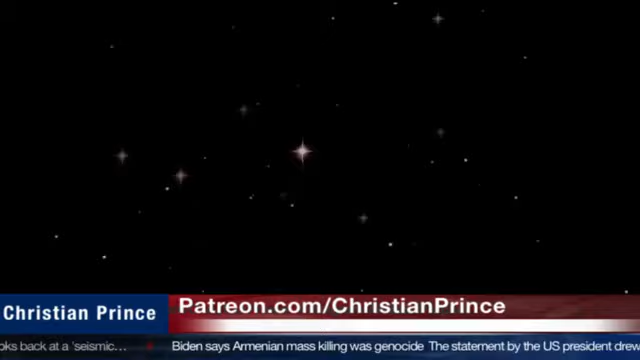 Patreon.com/ChristianPrince
Christian Prince
oks back at a 'seismic... Biden says Armenian mass killing was genocide The statement by the US president drew